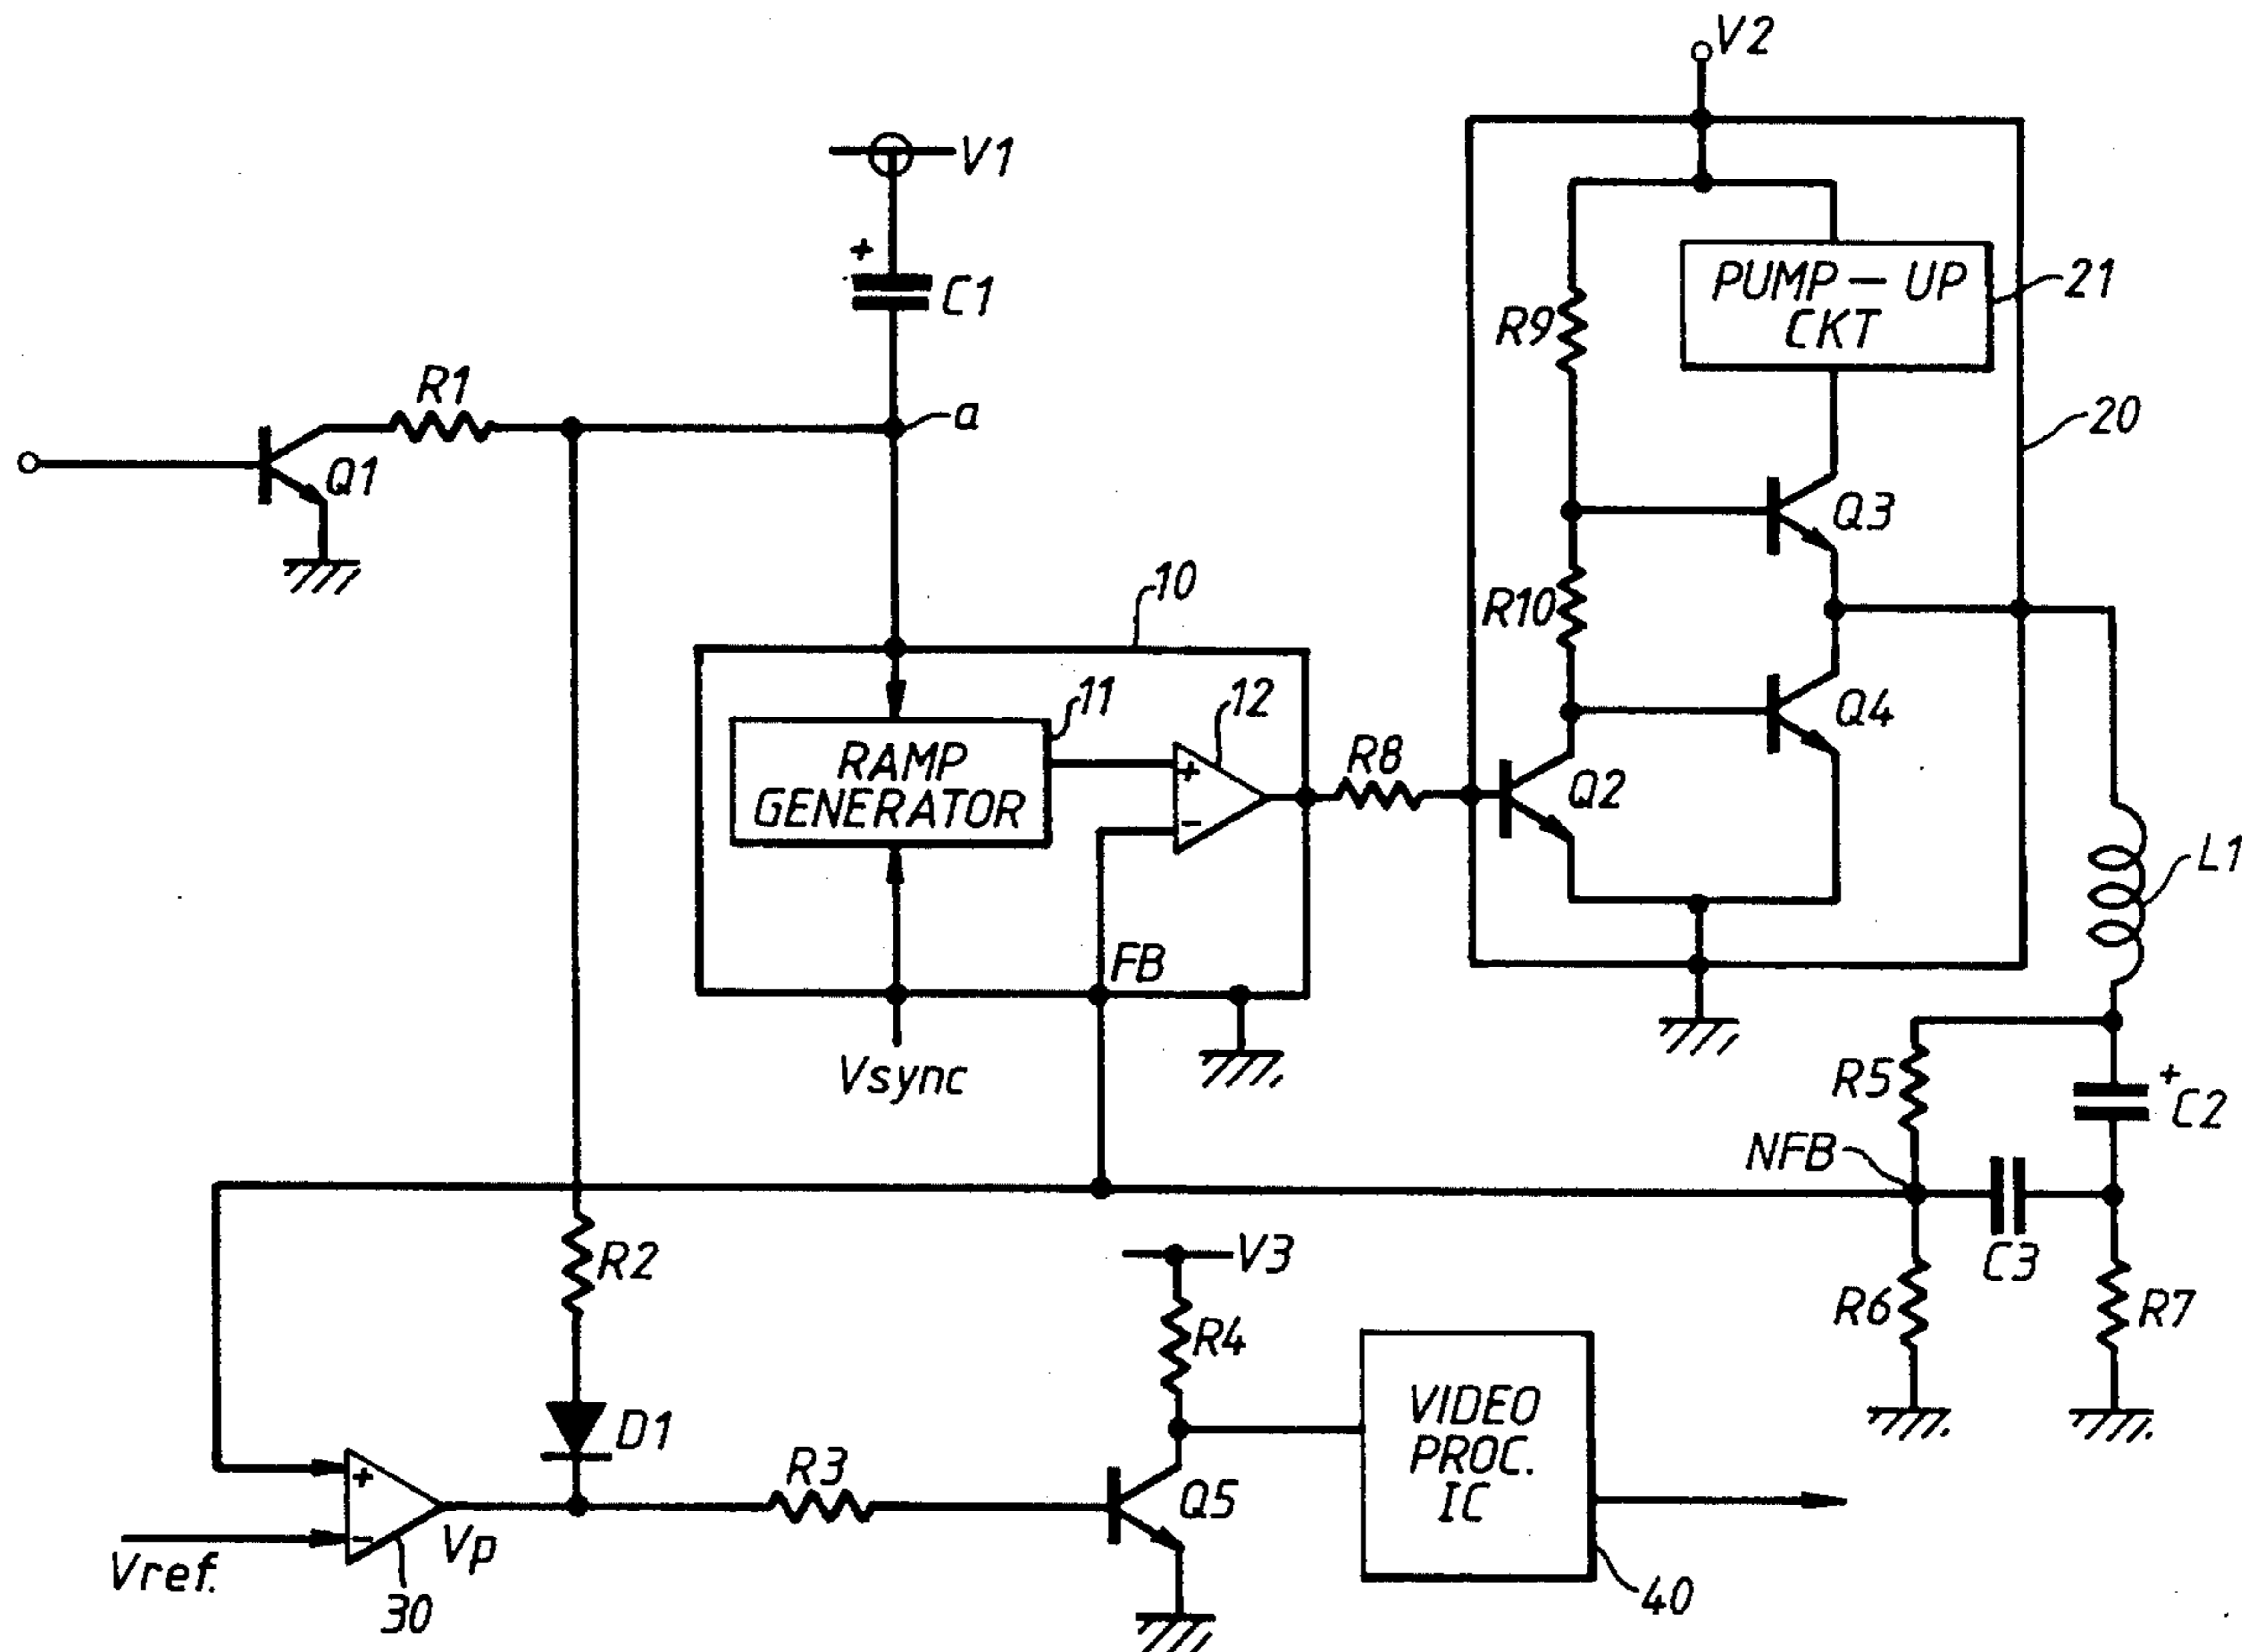 V2
V1
+
C1
PUMP – UP
CKT
21
R9
R1
a
20
Q1
Q3
10
R10
11
12
RAMP
GENERATOR
+
-
R8
Q2
Q4
L1
FB
Vsync
R5
+
C2
NFB
C3
R2
V3
R6
R7
R4
D1
VIDEO
PROC.
IC
R3
Q5
+
-
Vp
Vref.
30
40